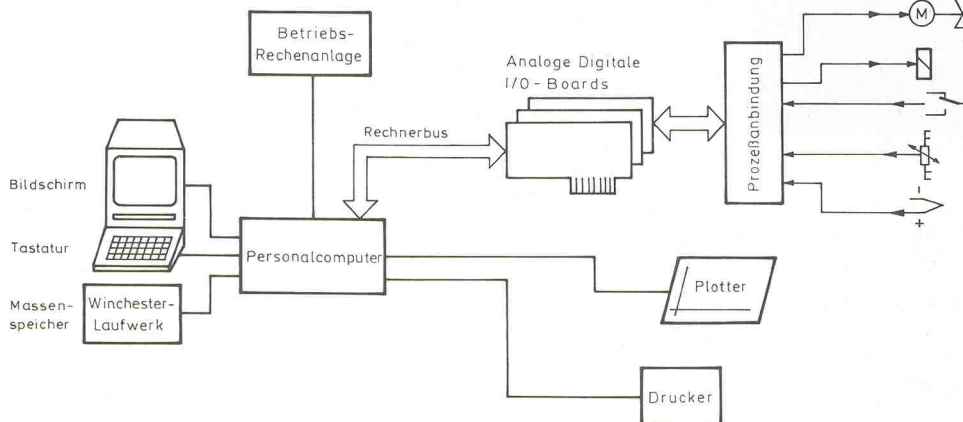 Betriebs-
Rechenanlage
Analoge Digitale
I/O-Boards
Rechnerbus
Prozeßanbindung
M
Bildschirm
Tastatur
Massen-
speicher
Winchester-
Laufwerk
Personalcomputer
Plotter
Drucker
-
+